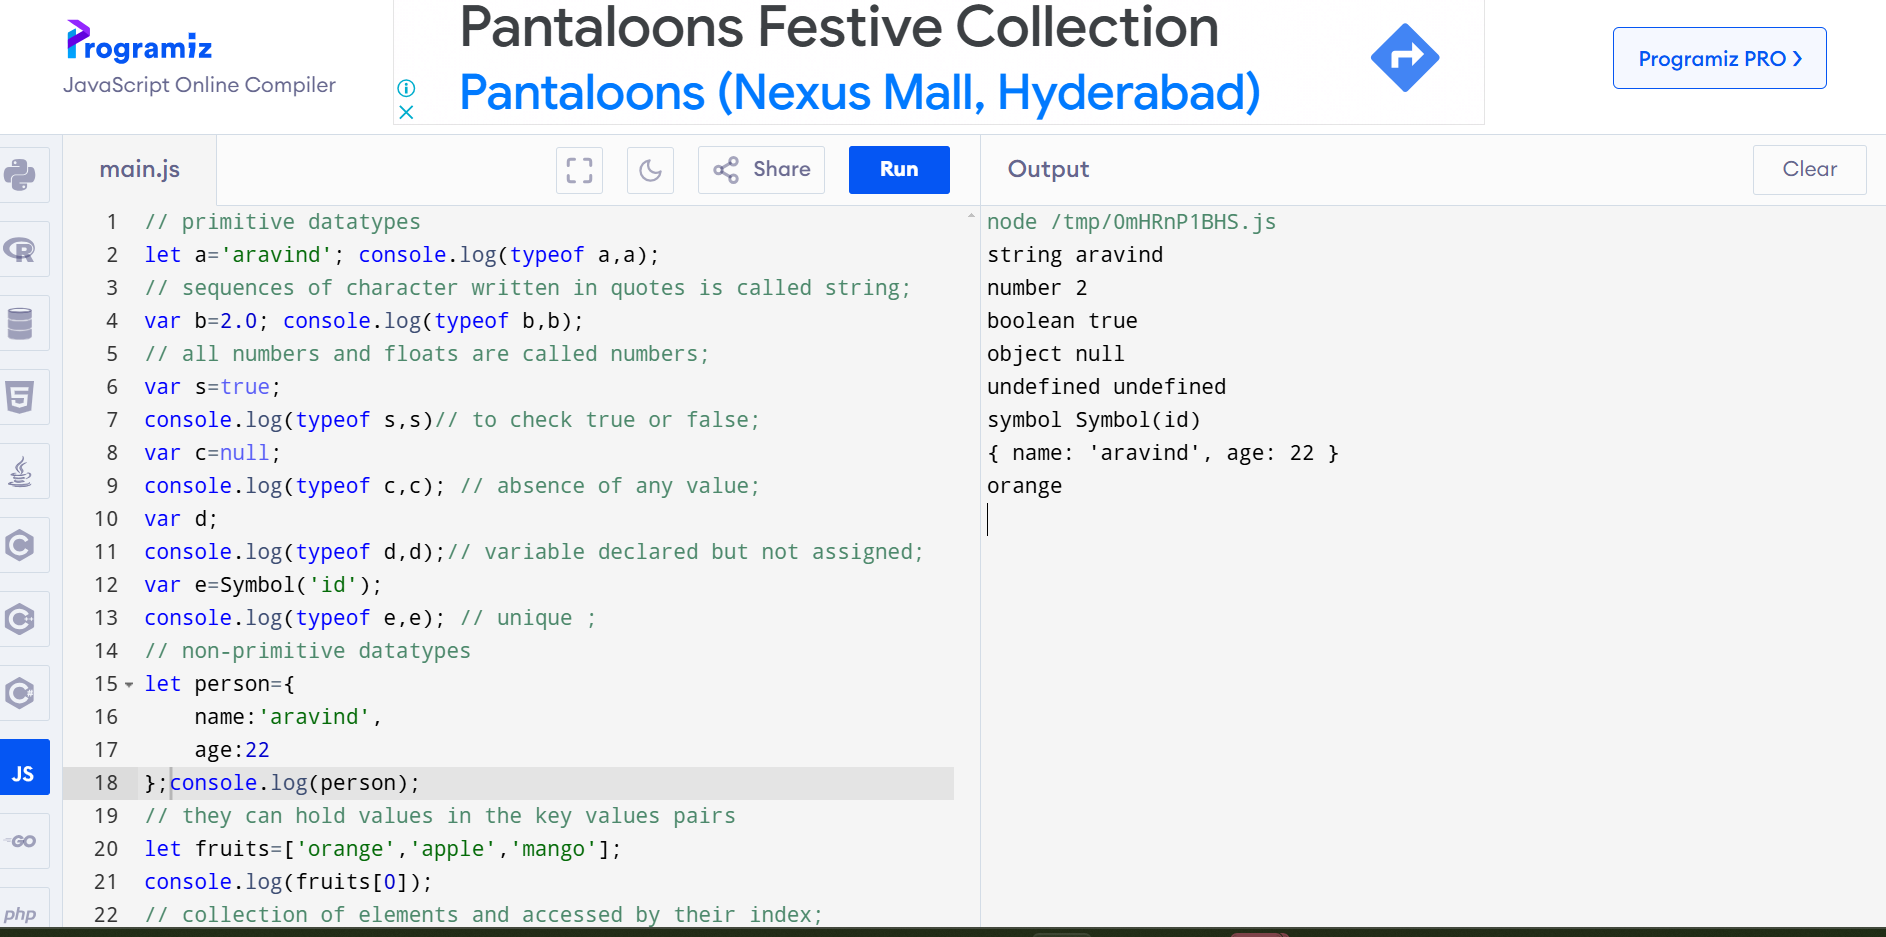 Programiz
JavaScript Online Compiler
Pantaloons Festive Collection
Pantaloons (Nexus Mall, Hyderabad)
Programiz PRO ›
main.js
Share
Run
Output
Clear
1 // primitive datatypes
2 let a='aravind'; console.log(typeof a,a);
3 // sequences of character written in quotes is called string;
4 var b=2.0; console.log(typeof b,b);
5 // all numbers and floats are called numbers;
6 var s=true;
7 console.log(typeof s,s)// to check true or false;
8 var c=null;
9 console.log(typeof c,c); // absence of any value;
10 var d;
11 console.log(typeof d,d);// variable declared but not assigned;
12 var e=Symbol('id');
13 console.log(typeof e,e); // unique ;
14 // non-primitive datatypes
15 let person={
16     name:'aravind',
17     age:22
18 };console.log(person);
19 // they can hold values in the key values pairs
20 let fruits=['orange','apple','mango'];
21 console.log(fruits[0]);
22 // collection of elements and accessed by their index;
node /tmp/0mHRnP1BHS.js
string aravind
number 2
boolean true
object null
undefined undefined
symbol Symbol(id)
{ name: 'aravind', age: 22 }
orange
R
5
C
C
C#
JS
GO
php